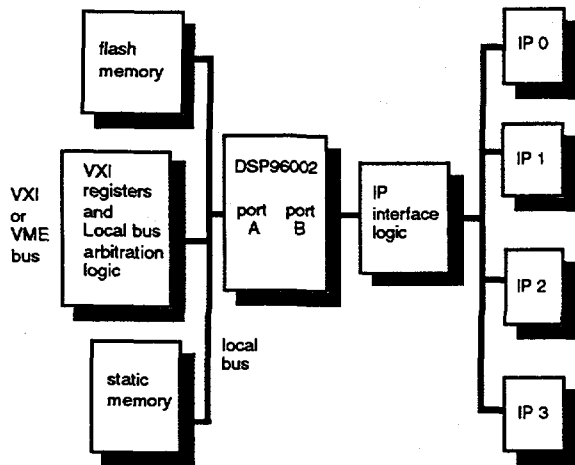 flash
memory
VXI
or
VME
bus
VXI
registers
and
Local bus
arbitration
logic
static
memory
local
bus
DSP96002
port port
A B
IP
interface
logic
IP 0
IP 1
IP 2
IP 3